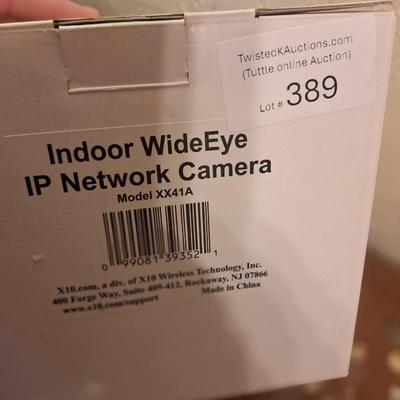 TwistedKAuctions.com
(Tuttle online Auction)
Lot # 389
Indoor WideEye
IP Network Camera
Model XX41A
0 99081 39352 1
X10.com, a div. of X10 Wireless Technology, Inc.
400 Forge Way, Suite 409-412, Rockaway, NJ 07866
www.x10.com/support Made in China